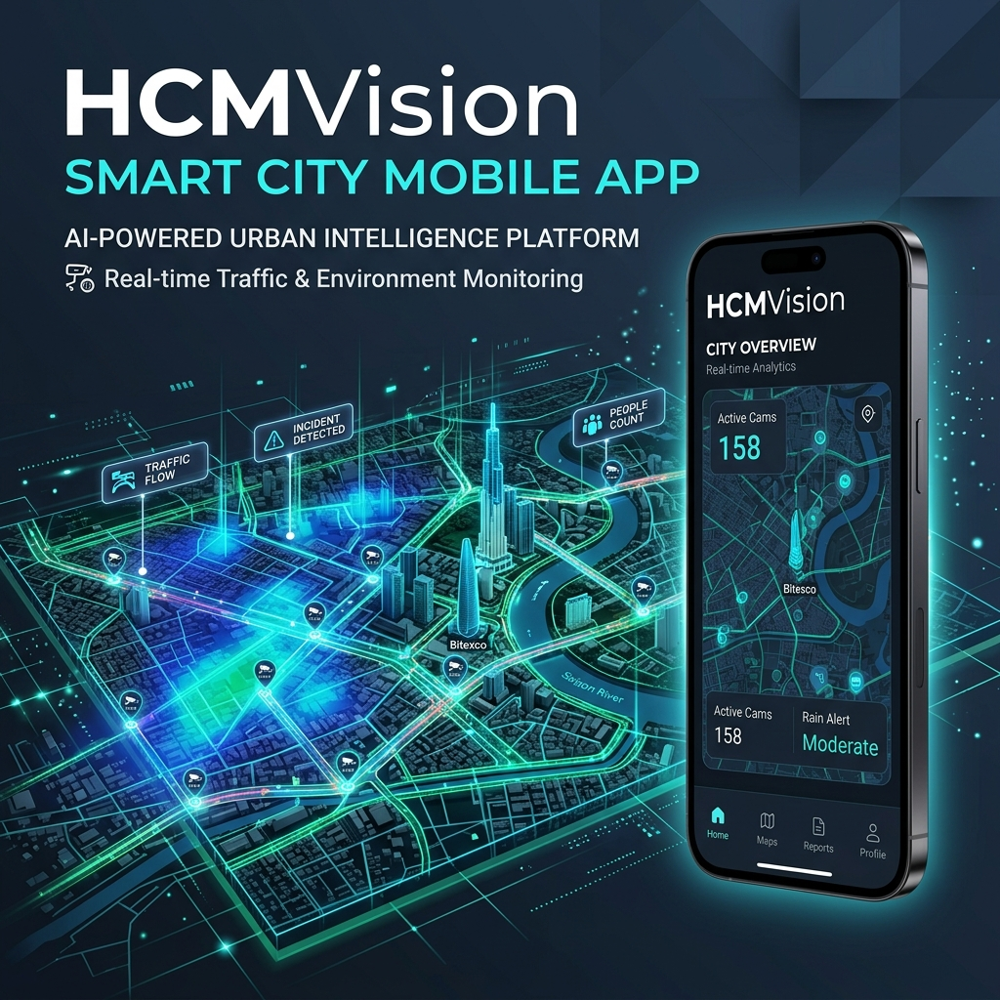 HCMVision
SMART CITY MOBILE APP
AI-POWERED URBAN INTELLIGENCE PLATFORM
Real-time Traffic & Environment Monitoring
TRAFFIC
FLOW
INCIDENT
DETECTED
PEOPLE
COUNT
Bitexco
River
HCMVision
CITY OVERVIEW
Real-time Analytics
Active Cams
158
Bitesco
Active Cams
158
Rain Alert
Moderate
Home
Maps
Reports
Profile